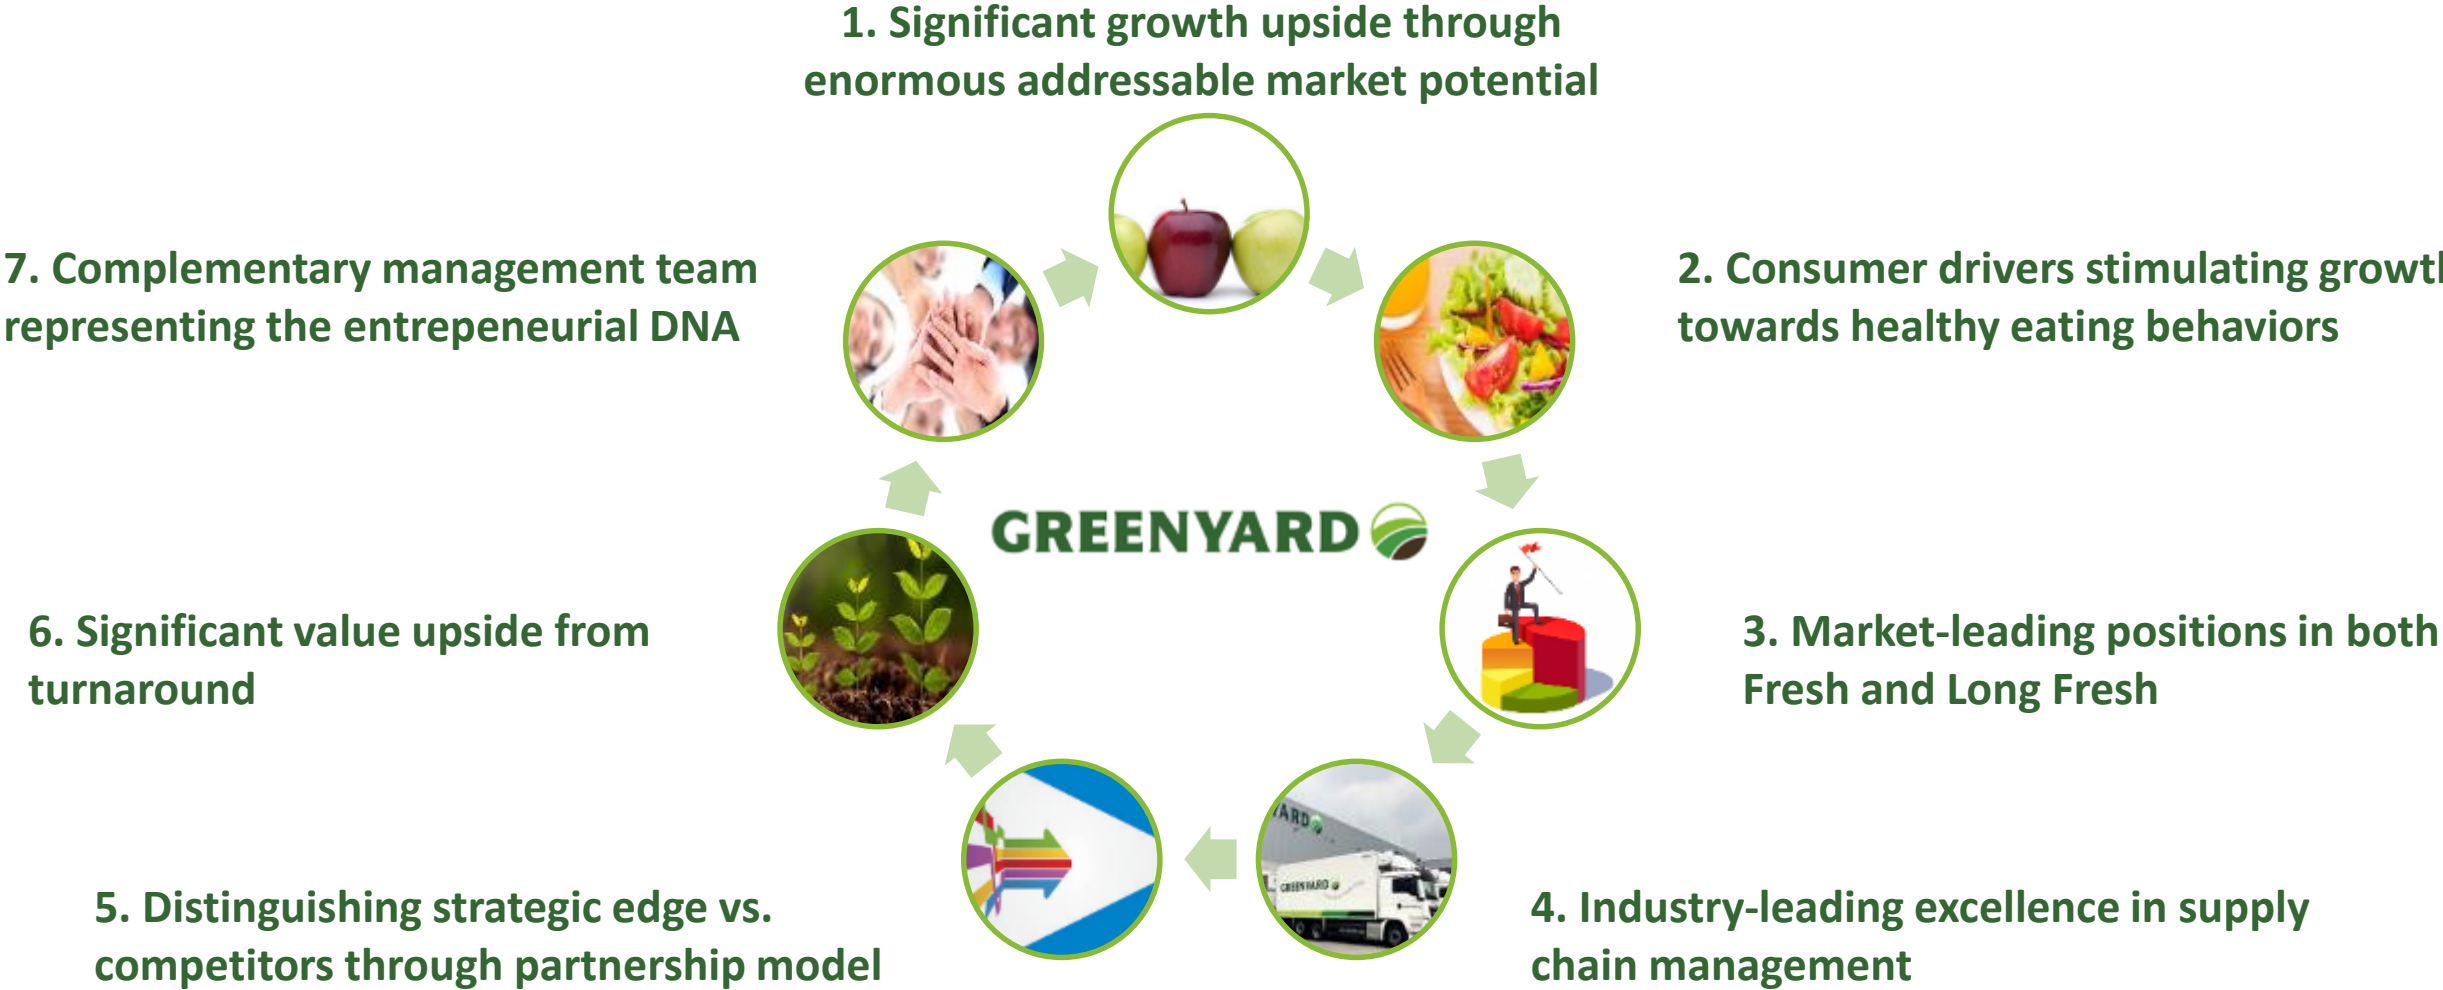 1. Significant growth upside through
enormous addressable market potential
2. Consumer drivers stimulating growth
towards healthy eating behaviors
3. Market-leading positions in both
Fresh and Long Fresh
4. Industry-leading excellence in supply
chain management
5. Distinguishing strategic edge vs.
competitors through partnership model
6. Significant value upside from
turnaround
7. Complementary management team
representing the entrepeneurial DNA
GREENYARD
YARD
GREENYARD